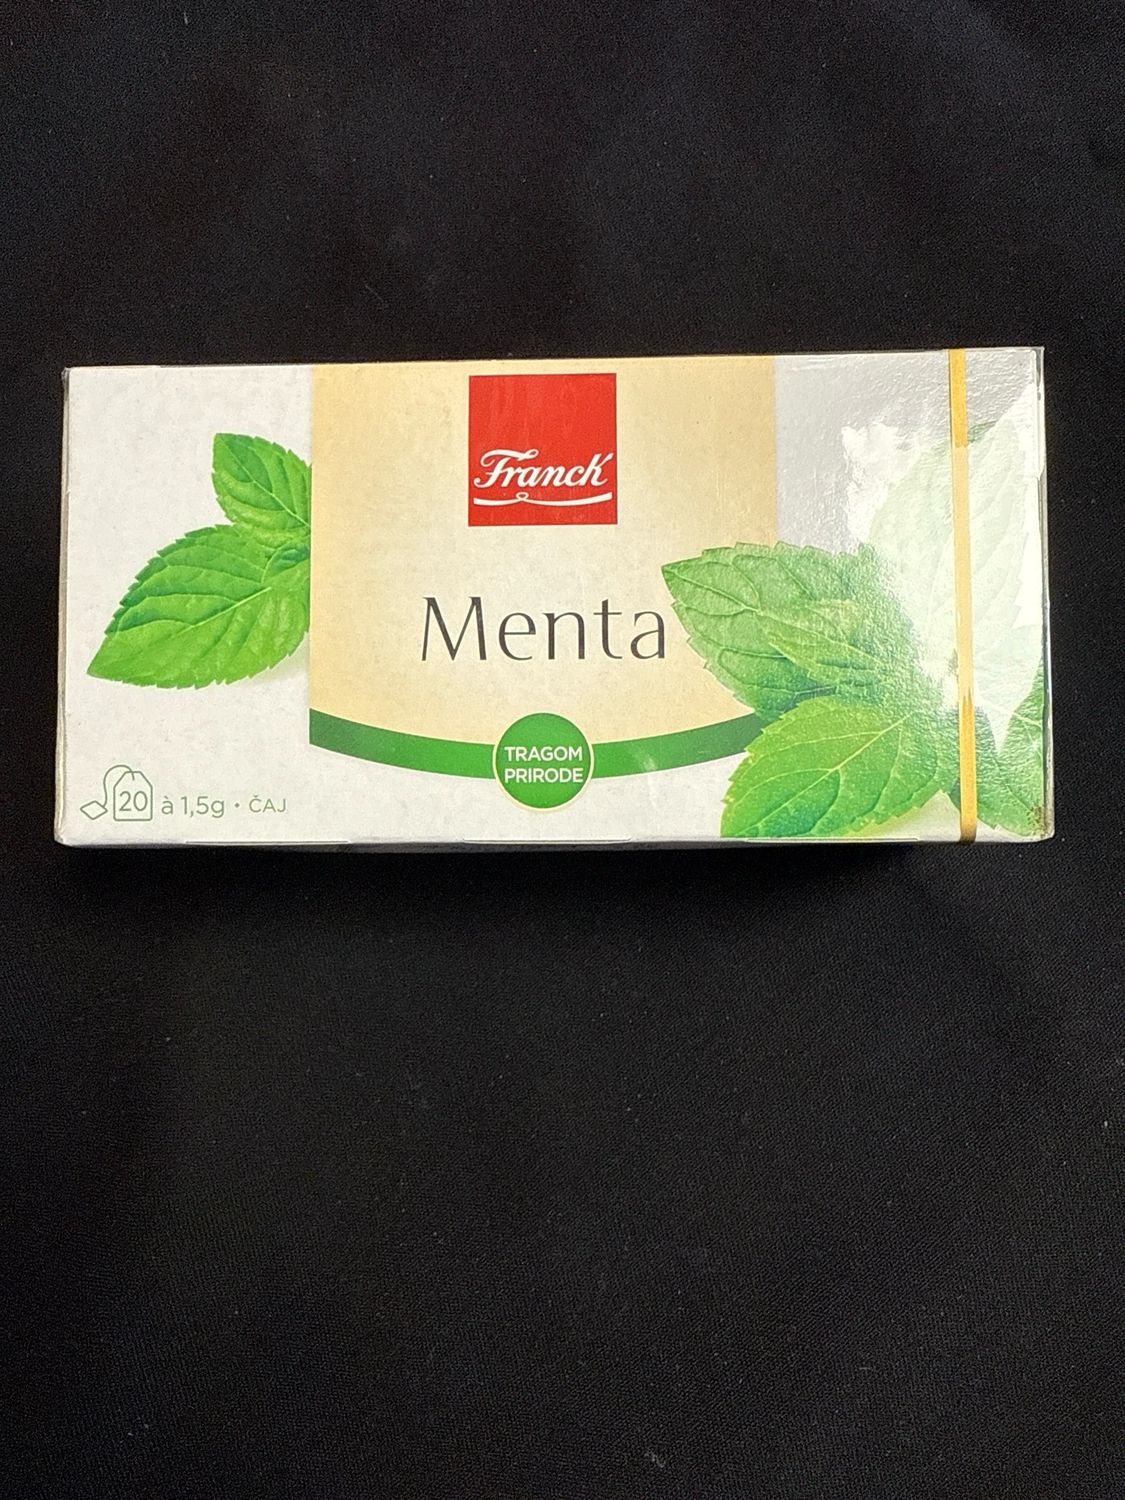 Franck
Menta
TRAGOM
PRIRODE
20 à 1,5g • ČAJ